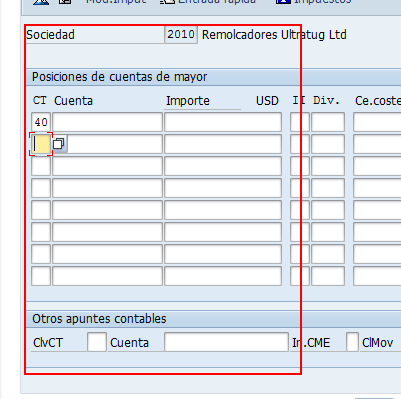 Mod.Imput Entrada rápida Impuestos
Sociedad 2010 Remolcadores Ultratug Ltd
Posiciones de cuentas de mayor
CT Cuenta Importe USD II Div. Ce.coste
40
Otros apuntes contables
ClvCT Cuenta In.CME ClMov